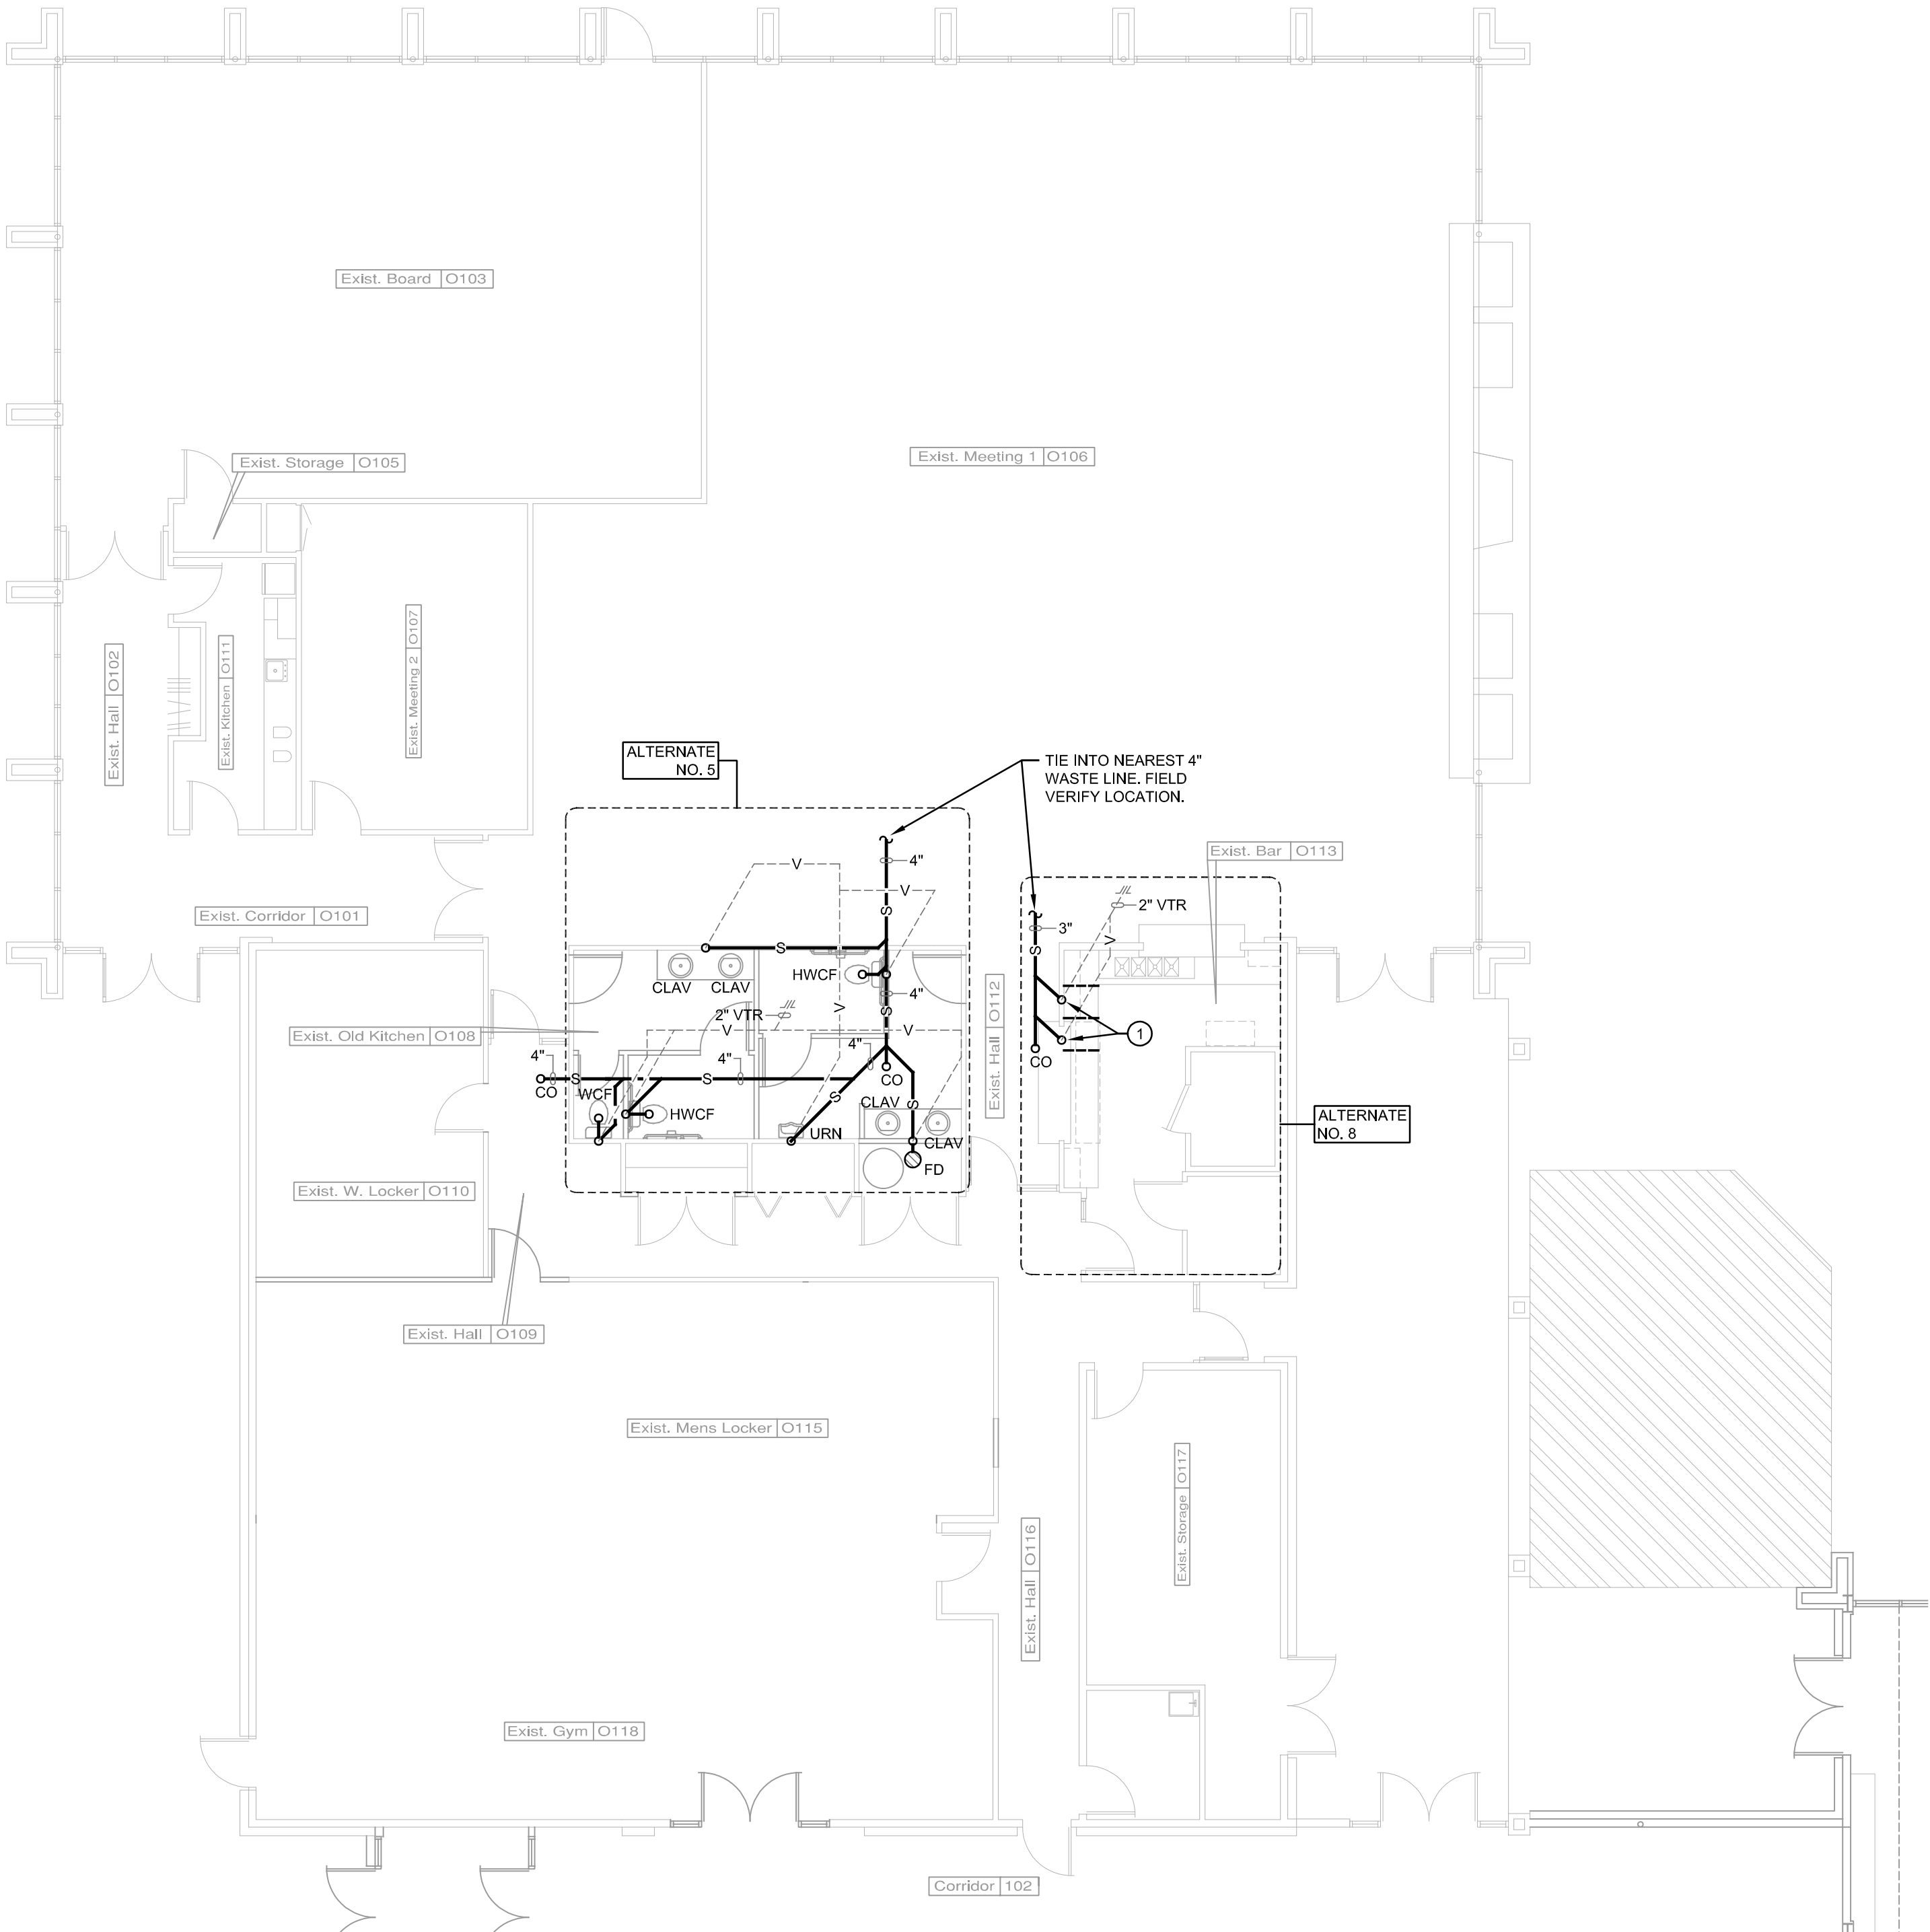 Exist. Board O103
Exist. Storage O105
Exist. Meeting 1 O106
Exist. Hall O102
Exist. Kitchen O111
Exist. Meeting 2 O107
ALTERNATE
NO. 5
TIE INTO NEAREST 4"
WASTE LINE. FIELD
VERIFY LOCATION.
Exist. Bar O113
V
4"
V
2" VTR
Exist. Corridor O101
S
3"
S
V
S
HWCF
CLAV
CLAV
4"
Exist. Hall O112
V
S
2" VTR
V
V
Exist. Old Kitchen O108
1
4"
4"
4"
CO
S
S
CO
CO
WCF
S
CLAV
S
HWCF
URN
CLAV
FD
ALTERNATE
NO. 8
Exist. W. Locker O110
Exist. Hall O109
Exist. Mens Locker O115
Exist. Storage O117
Exist. Hall O116
Exist. Gym O118
Corridor 102